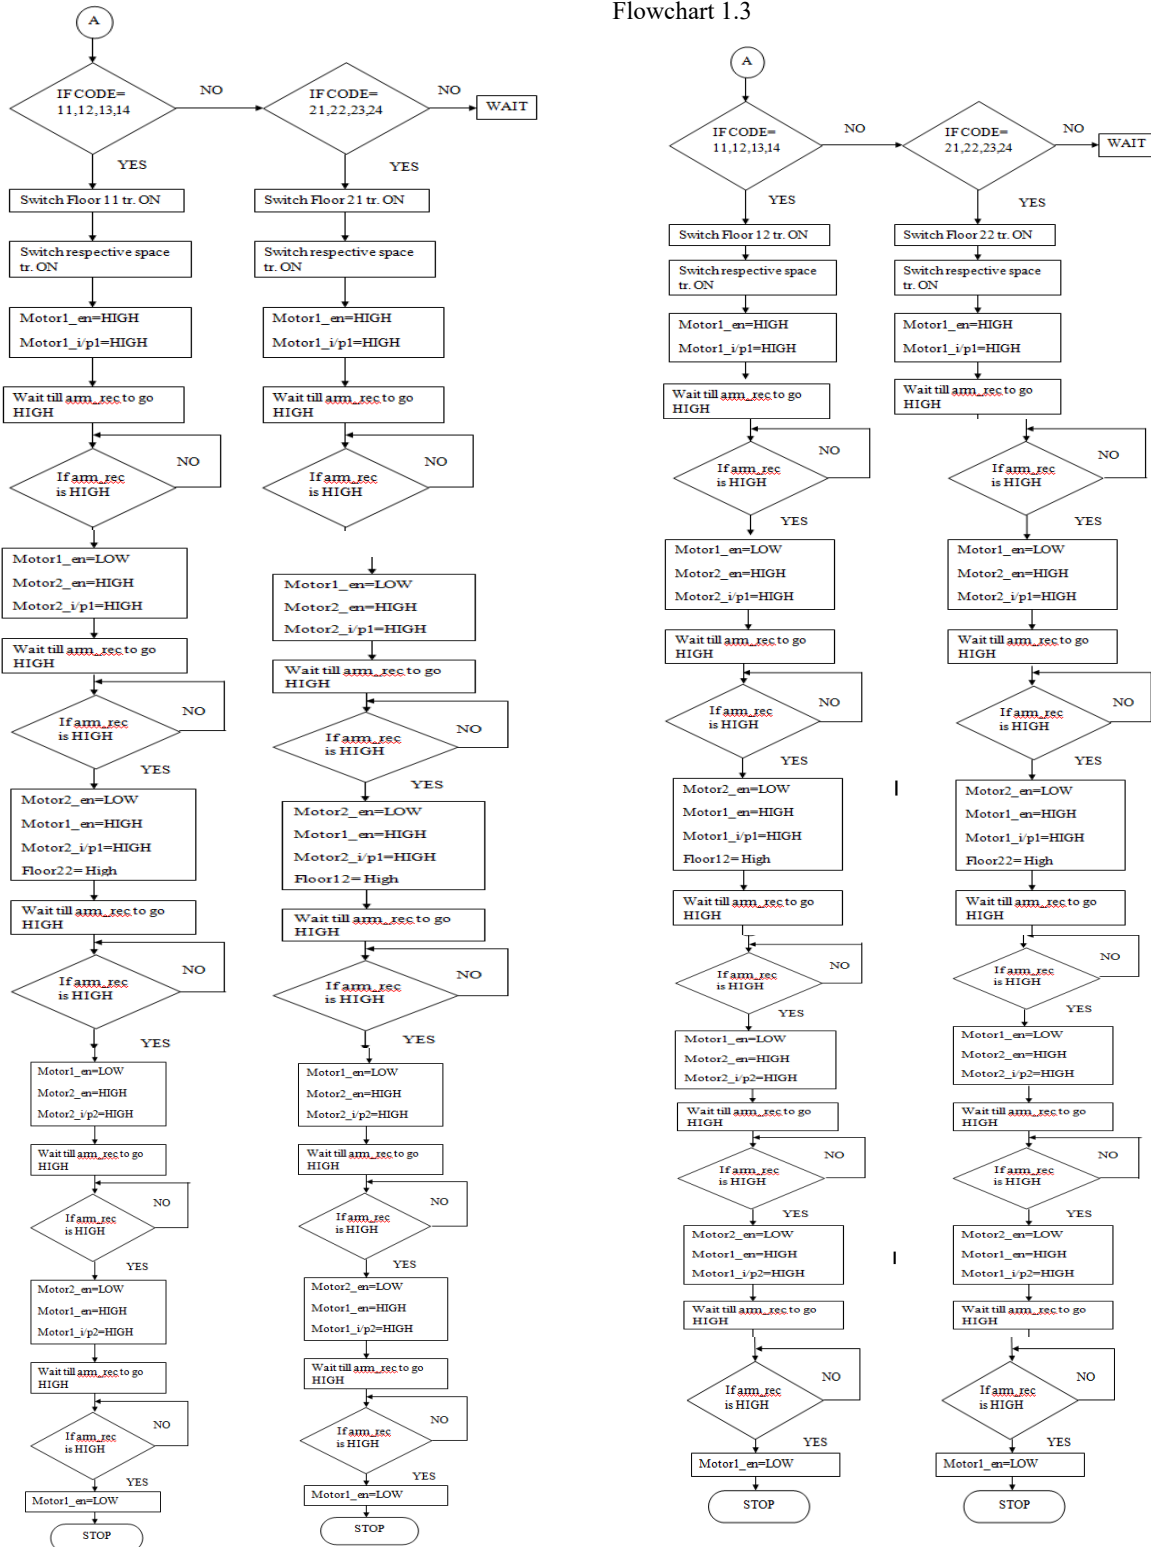 A
IF CODE=
11,12,13,14
NO
IF CODE=
21,22,23,24
NO
WAIT
YES
YES
Switch Floor 11 tr. ON
Switch respective space
tr. ON
Motor1_en=HIGH
Motor1_i/p1=HIGH
Wait till arm_rec to go
HIGH
NO
If arm_rec
is HIGH
Motor1_en=LOW
Motor2_en=HIGH
Motor2_i/p1=HIGH
Wait till arm_rec to go
HIGH
NO
If arm_rec
is HIGH
YES
Motor2_en=LOW
Motor1_en=HIGH
Motor2_i/p1=HIGH
Floor22= High
Wait till arm_rec to go
HIGH
NO
If arm_rec
is HIGH
YES
Motor1_en=LOW
Motor2_en=HIGH
Motor2_i/p2=HIGH
Wait till arm_rec to go
HIGH
NO
If arm_rec
is HIGH
YES
Motor2_en=LOW
Motor1_en=HIGH
Motor1_i/p2=HIGH
Wait till arm_rec to go
HIGH
NO
If arm_rec
is HIGH
YES
Motor1_en=LOW
STOP
Switch Floor 21 tr. ON
Switch respective space
tr. ON
Motor1_en=HIGH
Motor1_i/p1=HIGH
Wait till arm_rec to go
HIGH
NO
If arm_rec
is HIGH
Motor1_en=LOW
Motor2_en=HIGH
Motor2_i/p1=HIGH
Wait till arm_rec to go
HIGH
NO
If arm_rec
is HIGH
YES
Motor2_en=LOW
Motor1_en=HIGH
Motor2_i/p1=HIGH
Floor12= High
Wait till arm_rec to go
HIGH
NO
If arm_rec
is HIGH
YES
Motor1_en=LOW
Motor2_en=HIGH
Motor2_i/p2=HIGH
Wait till arm_rec to go
HIGH
NO
If arm_rec
is HIGH
YES
Motor2_en=LOW
Motor1_en=HIGH
Motor1_i/p2=HIGH
Wait till arm_rec to go
HIGH
NO
If arm_rec
is HIGH
YES
Motor1_en=LOW
STOP
Flowchart 1.3
A
IF CODE=
11,12,13,14
NO
IF CODE=
21,22,23,24
NO
WAIT
YES
YES
Switch Floor 12 tr. ON
Switch respective space
tr. ON
Motor1_en=HIGH
Motor1_i/p1=HIGH
Wait till arm_rec to go
HIGH
NO
If arm_rec
is HIGH
YES
Motor1_en=LOW
Motor2_en=HIGH
Motor2_i/p1=HIGH
Wait till arm_rec to go
HIGH
NO
If arm_rec
is HIGH
YES
Motor2_en=LOW
Motor1_en=HIGH
Motor1_i/p1=HIGH
Floor12= High
Wait till arm_rec to go
HIGH
NO
If arm_rec
is HIGH
YES
Motor1_en=LOW
Motor2_en=HIGH
Motor2_i/p2=HIGH
Wait till arm_rec to go
HIGH
NO
If arm_rec
is HIGH
YES
Motor2_en=LOW
Motor1_en=HIGH
Motor1_i/p2=HIGH
Wait till arm_rec to go
HIGH
NO
If arm_rec
is HIGH
YES
Motor1_en=LOW
STOP
Switch Floor 22 tr. ON
Switch respective space
tr. ON
Motor1_en=HIGH
Motor1_i/p1=HIGH
Wait till arm_rec to go
HIGH
NO
If arm_rec
is HIGH
YES
Motor1_en=LOW
Motor2_en=HIGH
Motor2_i/p1=HIGH
Wait till arm_rec to go
HIGH
NO
If arm_rec
is HIGH
YES
Motor2_en=LOW
Motor1_en=HIGH
Motor1_i/p1=HIGH
Floor22= High
Wait till arm_rec to go
HIGH
NO
If arm_rec
is HIGH
YES
Motor1_en=LOW
Motor2_en=HIGH
Motor2_i/p2=HIGH
Wait till arm_rec to go
HIGH
NO
If arm_rec
is HIGH
YES
Motor2_en=LOW
Motor1_en=HIGH
Motor1_i/p2=HIGH
Wait till arm_rec to go
HIGH
NO
If arm_rec
is HIGH
YES
Motor1_en=LOW
STOP